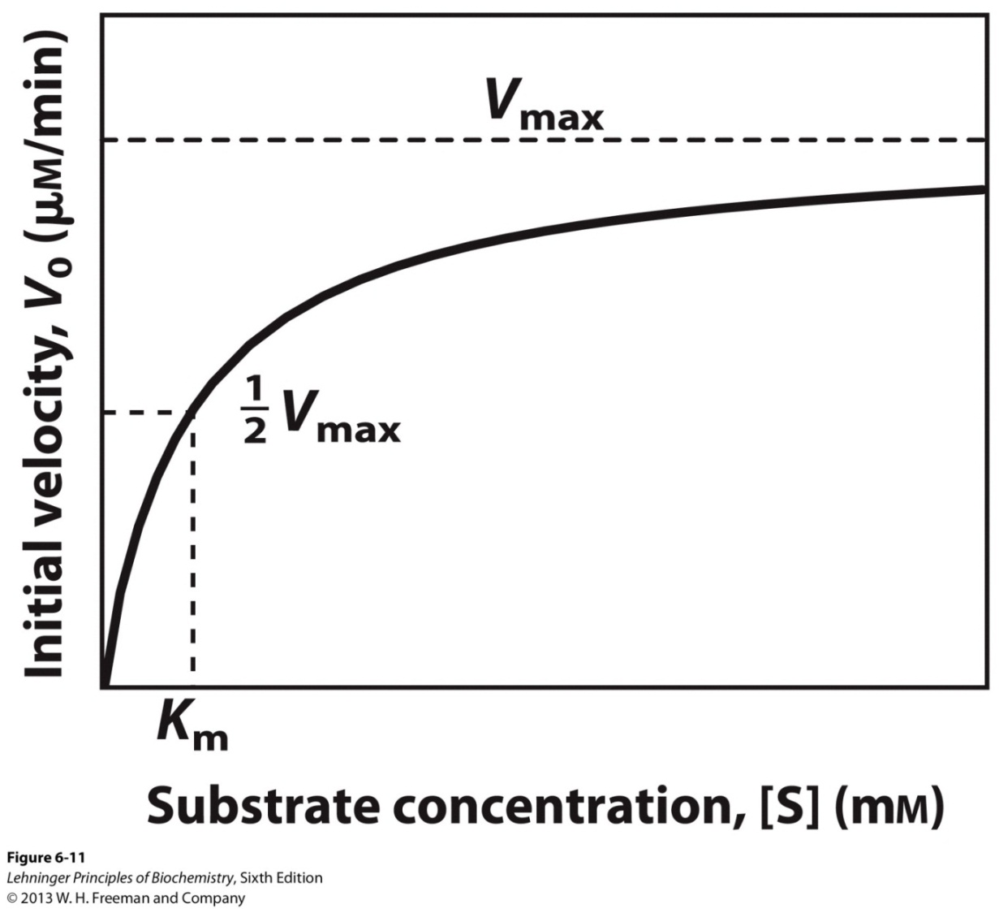 Initial velocity, V₀ (μM/min)
Vmax
1/2 Vmax
Km
Substrate concentration, [S] (mM)
Figure 6-11
Lehninger Principles of Biochemistry, Sixth Edition
© 2013 W. H. Freeman and Company